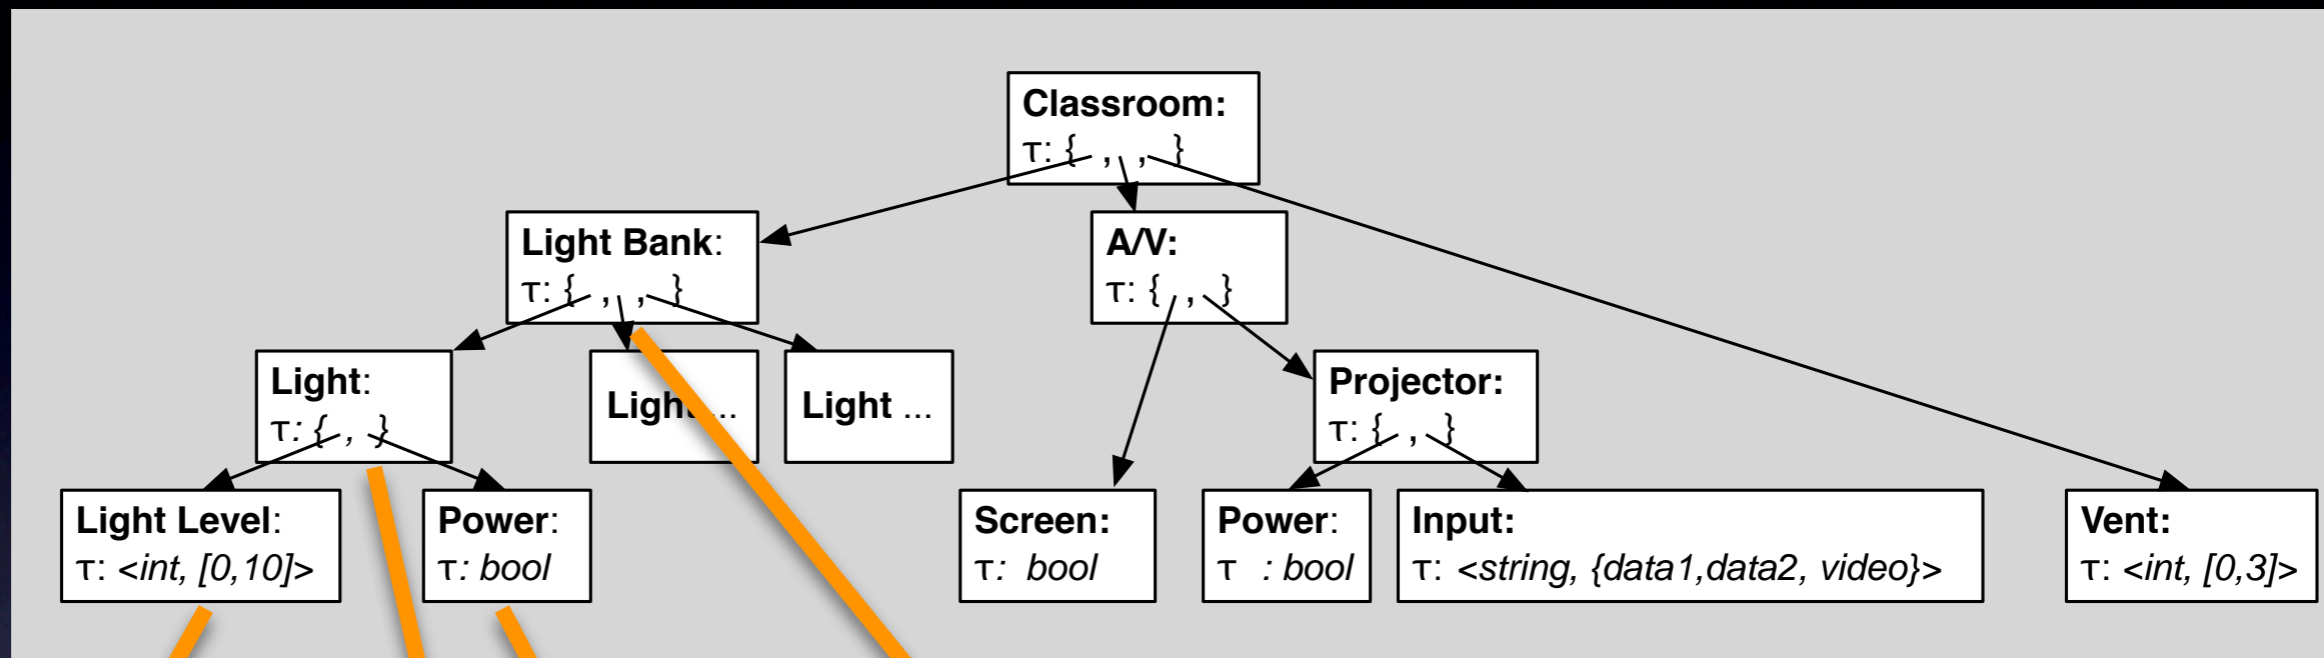 Classroom:
τ: { , , }
Light Bank:
τ: { , , }
A/V:
τ: { , }
Light:
τ: { , }
Light ...
Light ...
Projector:
τ: { , }
Light Level:
τ: <int, [0,10]>
Power:
τ: bool
Screen:
τ: bool
Power:
τ : bool
Input:
τ: <string, {data1,data2, video}>
Vent:
τ: <int, [0,3]>